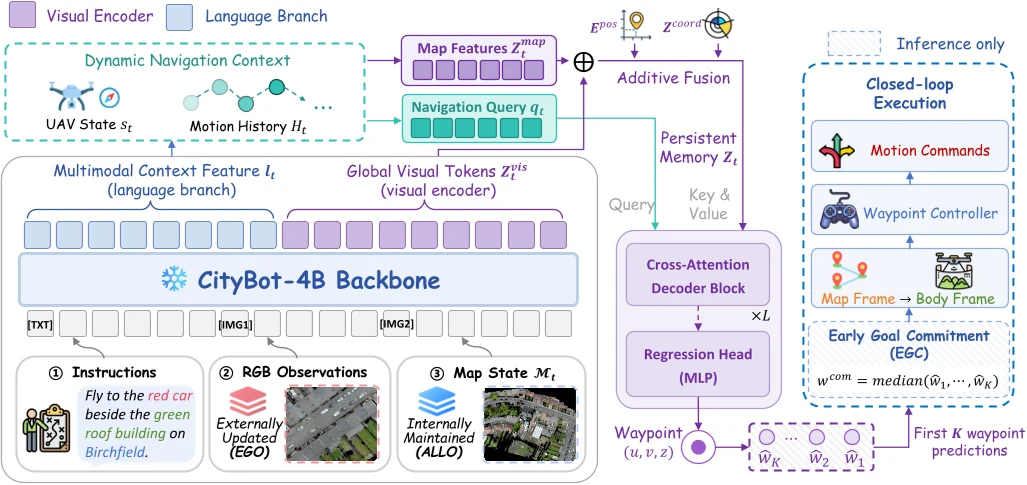 Visual Encoder
Language Branch
Dynamic Navigation Context
UAV State s_t
Motion History H_t
...
Map Features Z_t^map
Navigation Query q_t
E^pos
Z^coord
Additive Fusion
Persistent
Memory Z_t
Query
Key &
Value
Multimodal Context Feature l_t
(language branch)
Global Visual Tokens Z_t^vis
(visual encoder)
CityBot-4B Backbone
[TXT]
[IMG1]
[IMG2]
① Instructions
Fly to the red car
beside the green
roof building on
Birchfield.
② RGB Observations
Externally
Updated
(EGO)
③ Map State M_t
Internally
Maintained
(ALLO)
Cross-Attention
Decoder Block
×L
Regression Head
(MLP)
Waypoint
(u, v, z)
...
ŵ_K ŵ_2 ŵ_1
First K waypoint
predictions
Inference only
Closed-loop
Execution
Motion Commands
Waypoint Controller
Map Frame → Body Frame
Early Goal Commitment
(EGC)
w^com = median(ŵ_1, ⋯, ŵ_K)